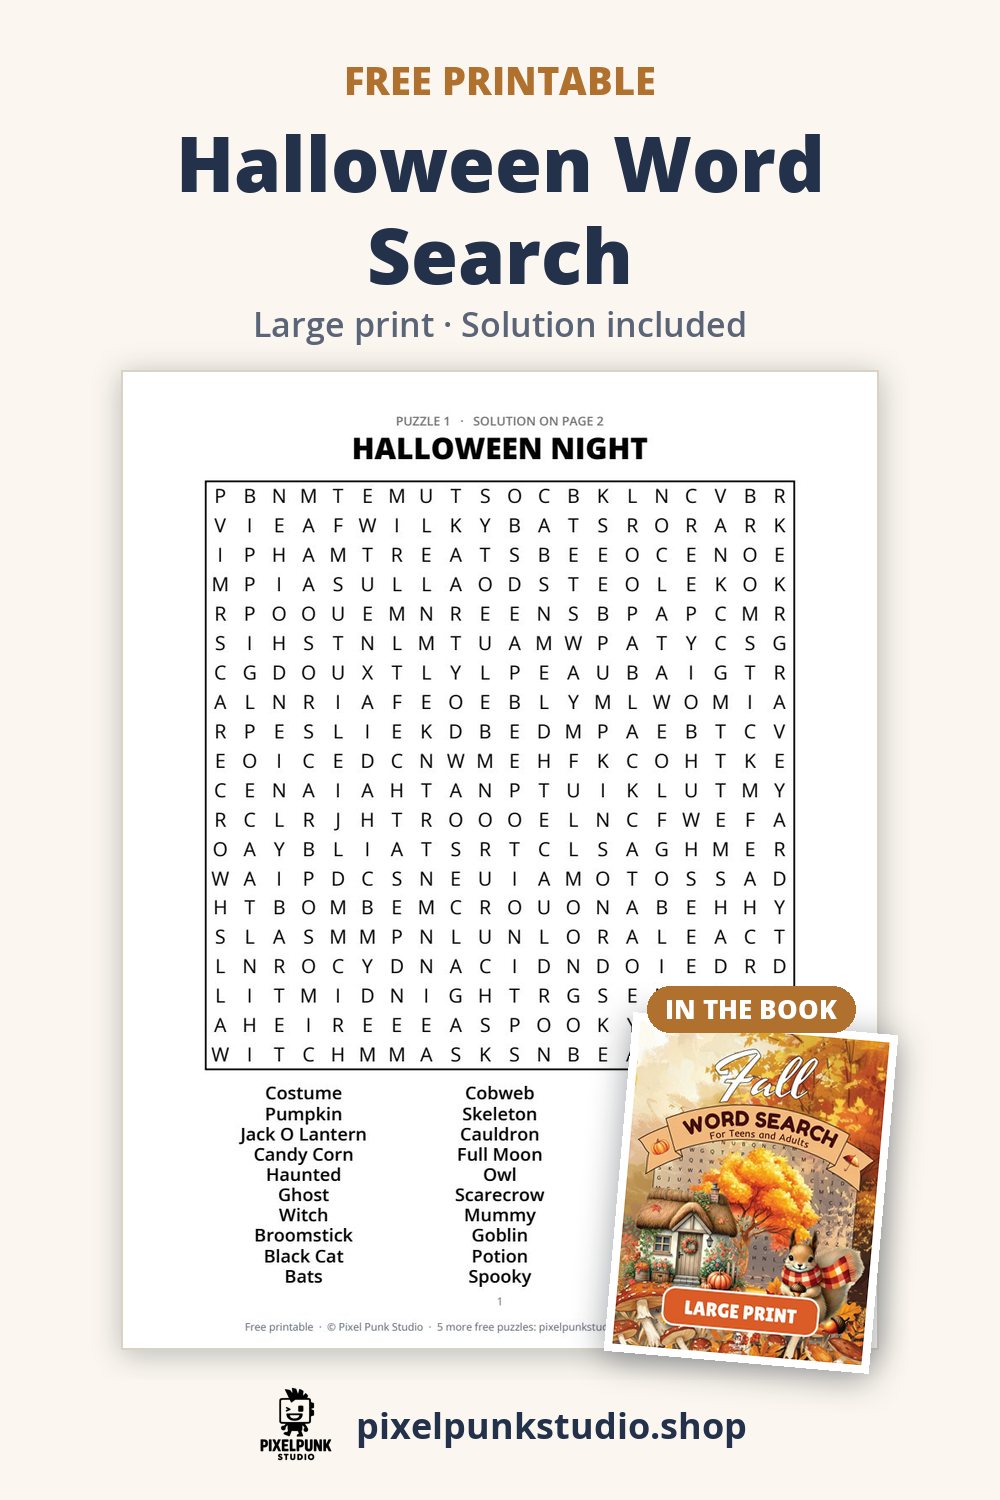 FREE PRINTABLE
Halloween Word
Search
Large print · Solution included
PUZZLE 1 · SOLUTION ON PAGE 2
HALLOWEEN NIGHT
P B N M T E M U T S O C B K L N C V B R
V I E A F W I L K Y B A T S R O R A R K
I P H A M T R E A T S B E E O C E N O E
M P I A S U L L A O D S T E O L E K O K
R P O O U E M N R E E N S B P A P C M R
S I H S T N L M T U A M W P A T Y C S G
C G D O U X T L Y L P E A U B A I G T R
A L N R I A F E O E B L Y M L W O M I A
R P E S L I E K D B E D M P A E B T C V
E O I C E D C N W M E H F K C O H T K E
C E N A I A H T A N P T U I K L U T M Y
R C L R J H T R O O O E L N C F W E F A
O A Y B L I A T S R T C L S A G H M E R
W A I P D C S N E U I A M O T O S S A D
H T B O M B E M C R O U O N A B E H H Y
S L A S M M P N L U N L O R A L E A C T
L N R O C Y D N A C I D N D O I E D R D
L I T M I D N I G H T R G S E
A H E I R E E E A S P O O K
W I T C H M M A S K S N B E
IN THE BOOK
Costume
Pumpkin
Jack O Lantern
Candy Corn
Haunted
Ghost
Witch
Broomstick
Black Cat
Bats
Cobweb
Skeleton
Cauldron
Full Moon
Owl
Scarecrow
Mummy
Goblin
Potion
Spooky
Fall
WORD SEARCH
For Teens and Adults
LARGE PRINT
1
Free printable · © Pixel Punk Studio · 5 more free puzzles: pixelpunkstud
PIXELPUNK
STUDIO
pixelpunkstudio.shop